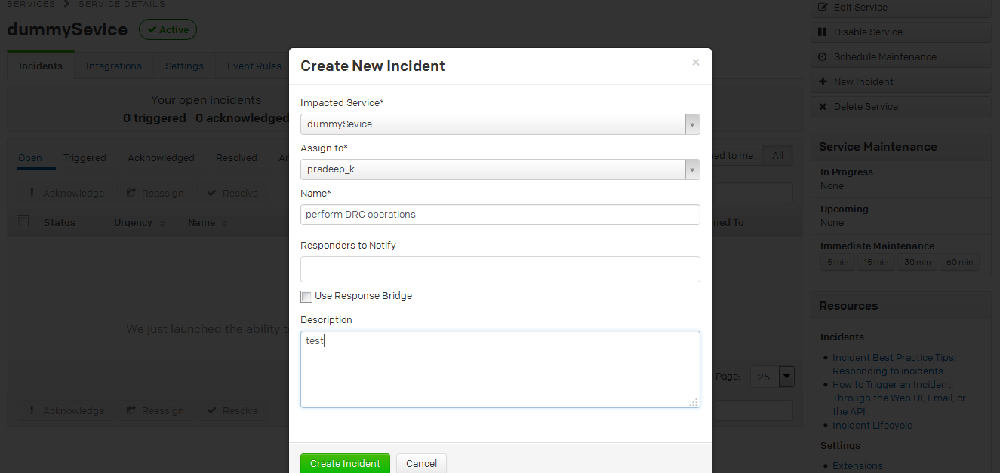 SERVICES > SERVICE DETAILS
dummySevice
Active
Incidents
Integrations
Settings
Event Rules
Your open incidents
0 triggered 0 acknowledged
Open
Triggered
Acknowledged
Resolved
ed to me
All
Acknowledge
Reassign
Resolve
Status
Urgency
Name
ned To
We just launched the ability
Page: 25
Acknowledge
Reassign
Resolve
Create New Incident
×
Impacted Service*
dummySevice
Assign to*
pradeep_k
Name*
perform DRC operations
Responders to Notify
Use Response Bridge
Description
test
Create Incident
Cancel
Edit Service
Disable Service
Schedule Maintenance
New Incident
Delete Service
Service Maintenance
In Progress
None
Upcoming
None
Immediate Maintenance
5 min
15 min
30 min
60 min
Resources
Incidents
Incident Best Practice Tips:
Responding to Incidents
How to Trigger an Incident:
Through the Web UI, Email, or
the API
Incident Lifecycle
Settings
Extensions